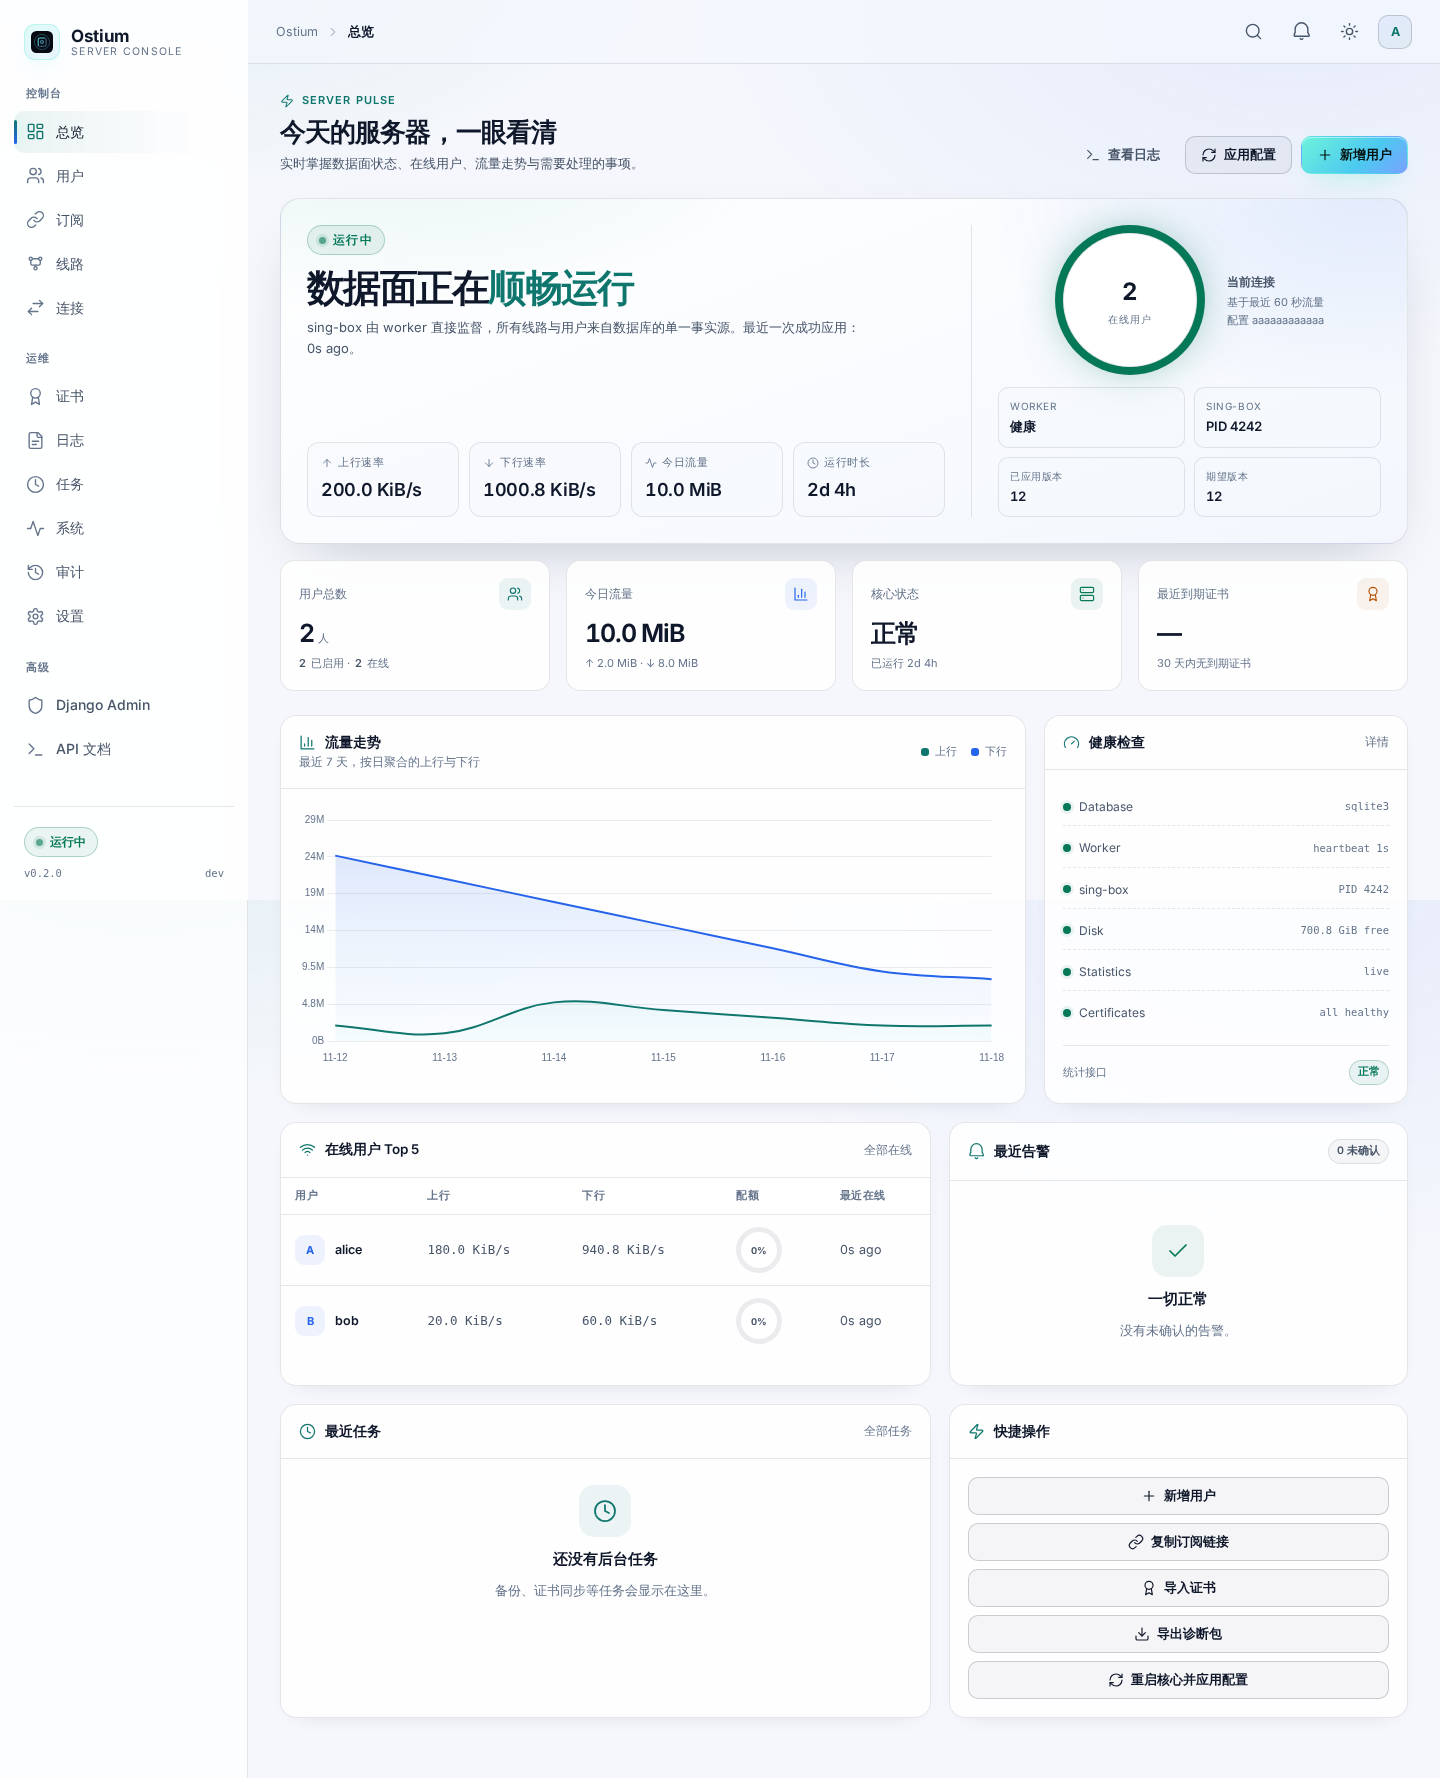 Ostium
SERVER CONSOLE
控制台
总览
用户
订阅
线路
连接
运维
证书
日志
任务
系统
审计
设置
高级
Django Admin
API 文档
运行中
v0.2.0 dev
Ostium > 总览
A
SERVER PULSE
今天的服务器，一眼看清
实时掌握数据面状态、在线用户、流量走势与需要处理的事项。
查看日志
应用配置
新增用户
运行中
数据面正在顺畅运行
sing-box 由 worker 直接监督，所有线路与用户来自数据库的单一事实源。最近一次成功应用：
0s ago。
上行速率
200.0 KiB/s
下行速率
1000.8 KiB/s
今日流量
10.0 MiB
运行时长
2d 4h
2
在线用户
当前连接
基于最近 60 秒流量
配置 aaaaaaaaaaaa
WORKER
健康
SING-BOX
PID 4242
已应用版本
12
期望版本
12
用户总数
2 人
2 已启用 · 2 在线
今日流量
10.0 MiB
↑ 2.0 MiB · ↓ 8.0 MiB
核心状态
正常
已运行 2d 4h
最近到期证书
—
30 天内无到期证书
流量走势
最近 7 天，按日聚合的上行与下行
上行 下行
29M
24M
19M
14M
9.5M
4.8M
0B
11-12 11-13 11-14 11-15 11-16 11-17 11-18
健康检查 详情
Database sqlite3
Worker heartbeat 1s
sing-box PID 4242
Disk 700.8 GiB free
Statistics live
Certificates all healthy
统计接口 正常
在线用户 Top 5 全部在线
用户 上行 下行 配额 最近在线
A alice 180.0 KiB/s 940.8 KiB/s 0% 0s ago
B bob 20.0 KiB/s 60.0 KiB/s 0% 0s ago
最近告警 0 未确认
一切正常
没有未确认的告警。
最近任务 全部任务
还没有后台任务
备份、证书同步等任务会显示在这里。
快捷操作
新增用户
复制订阅链接
导入证书
导出诊断包
重启核心并应用配置